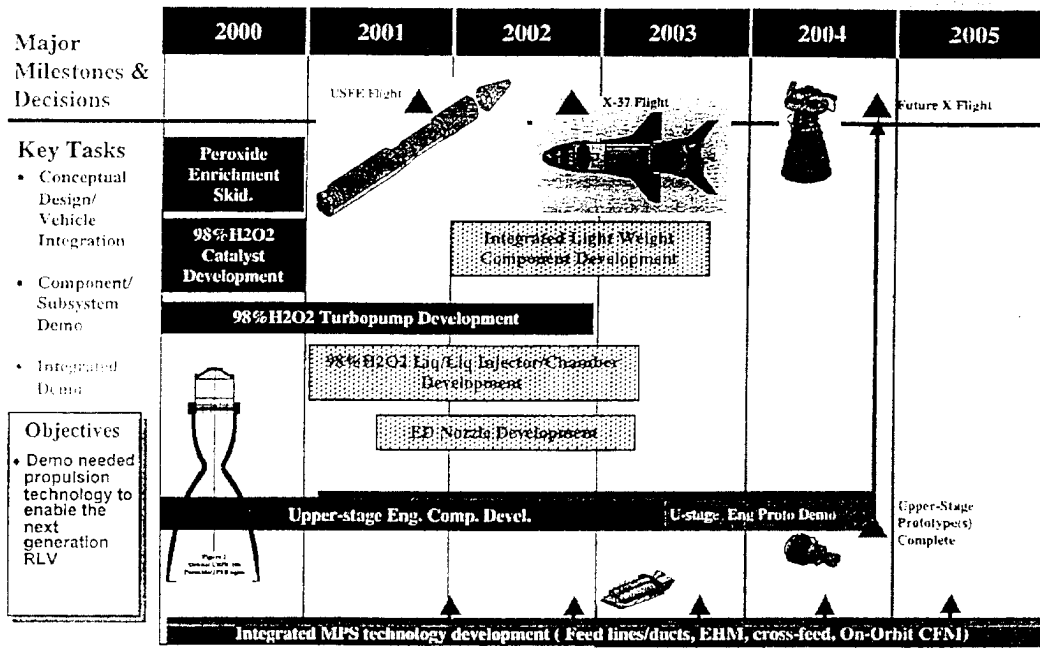 Major
Milestones &
Decisions
2000
2001
2002
2003
2004
2005
USFE Flight
X-37 Flight
Future X Flight
Key Tasks
• Conceptual
Design/
Vehicle
Integration
• Component/
Subsystem
Demo
• Integrated
Demo
Peroxide
Enrichment
Skid.
98%H2O2
Catalyst
Development
Integrated Light Weight
Component Development
98%H2O2 Turbopump Development
98%H2O2 Liq/Liq Injector/Chamber
Development
ED Nozzle Development
Objectives
♦ Demo needed
propulsion
technology to
enable the
next
generation
RLV
Upper-stage Eng. Comp. Devel.
U-stage Eng Proto Demo
Upper-Stage
Prototype(s)
Complete
Figure 2
Integrated MPS technology development ( Feed lines/ducts, EHM, cross-feed, On-Orbit CFM)